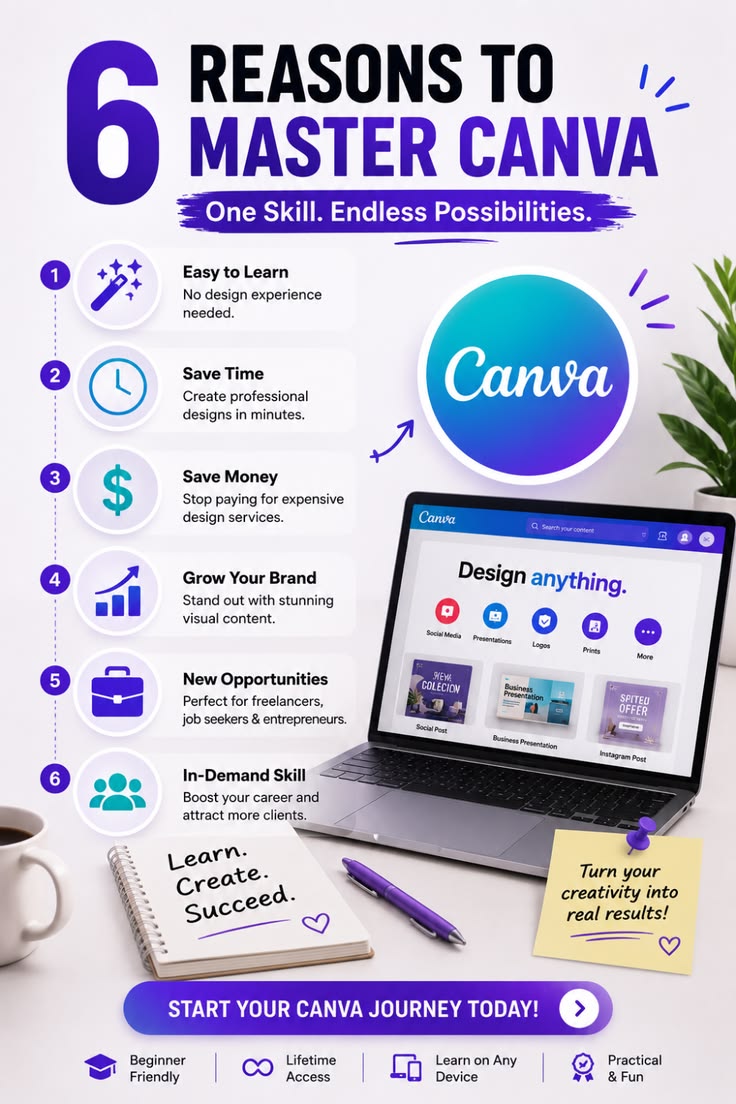 6
REASONS TO
MASTER CANVA
One Skill. Endless Possibilities.
1
Easy to Learn
No design experience
needed.
2
Save Time
Create professional
designs in minutes.
3
$
Save Money
Stop paying for expensive
design services.
4
Grow Your Brand
Stand out with stunning
visual content.
5
New Opportunities
Perfect for freelancers,
job seekers & entrepreneurs.
6
In-Demand Skill
Boost your career and
attract more clients.
Canva
Canva
Search your content
Design anything.
Social Media
Presentations
Logos
Prints
More
COLECION
Social Post
Business
Presentation
Business Presentation
OFFER
Instagram Post
Learn.
Create.
Succeed.
Turn your
creativity into
real results!
START YOUR CANVA JOURNEY TODAY!
Beginner
Friendly
Lifetime
Access
Learn on Any
Device
Practical
& Fun